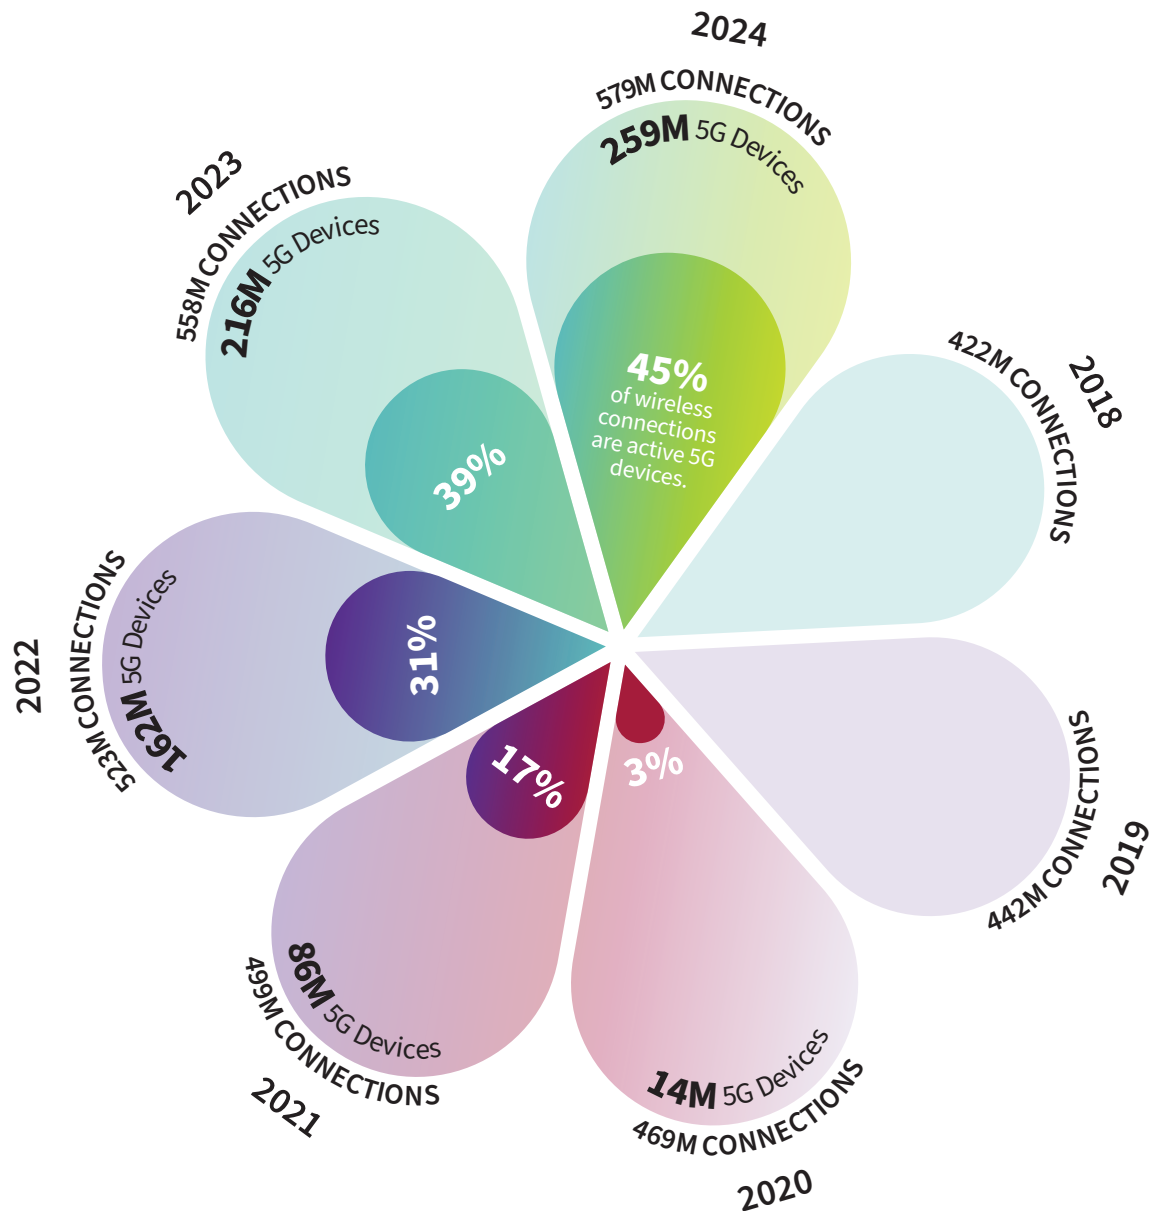 2024
579M CONNECTIONS
259M 5G Devices
45%
of wireless
connections
are active 5G
devices.
2018
422M CONNECTIONS
2019
442M CONNECTIONS
2020
469M CONNECTIONS
14M 5G Devices
3%
2021
499M CONNECTIONS
86M 5G Devices
17%
2022
523M CONNECTIONS
162M 5G Devices
31%
2023
558M CONNECTIONS
216M 5G Devices
39%